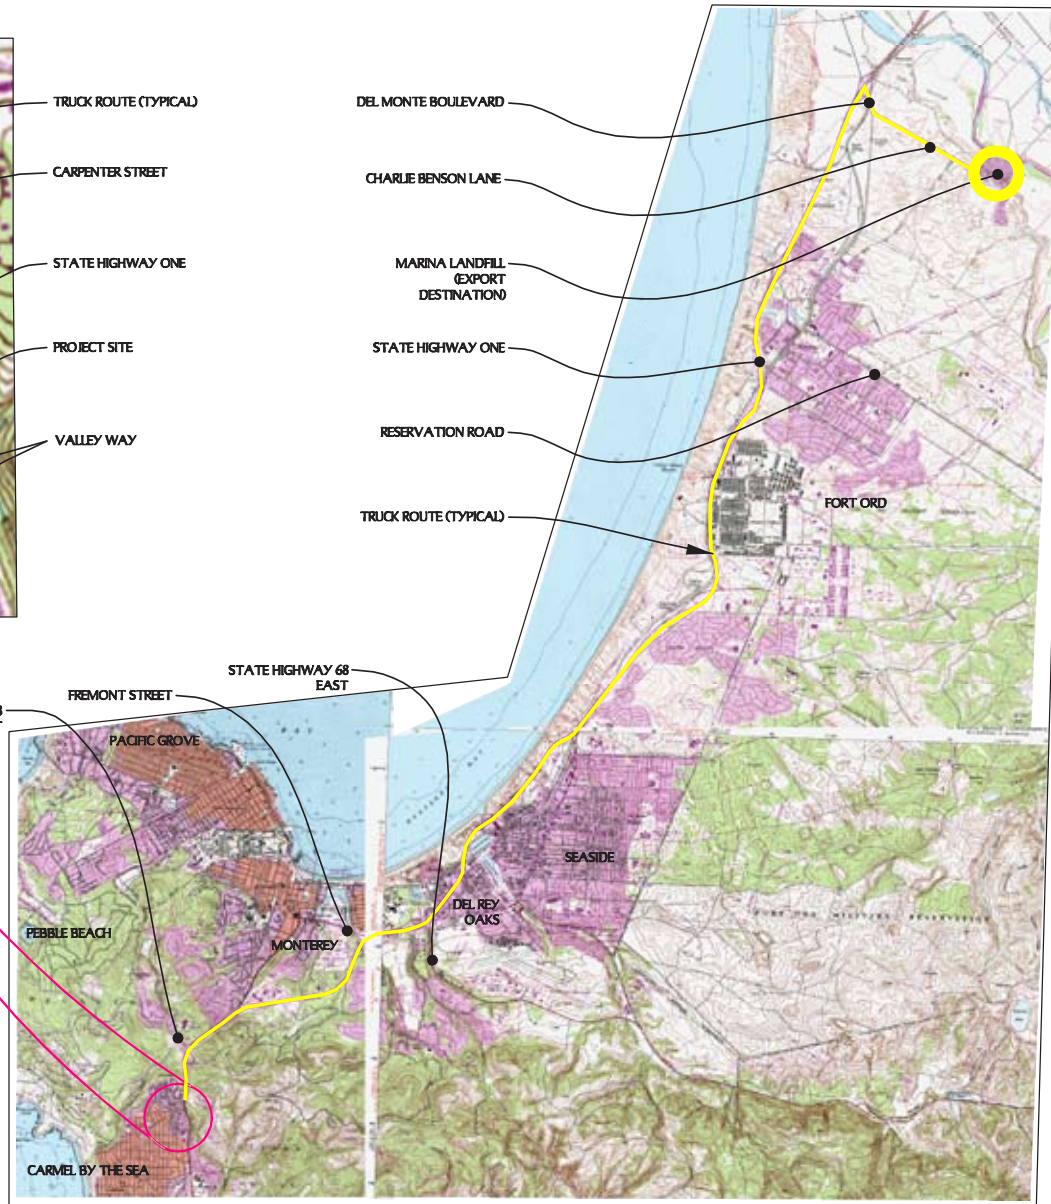 TRUCK ROUTE (TYPICAL)
CARPENTER STREET
STATE HIGHWAY ONE
PROJECT SITE
VALLEY WAY
DEL MONTE BOULEVARD
CHARLIE BENSON LANE
MARINA LANDFILL
(EXPORT
DESTINATION)
STATE HIGHWAY ONE
RESERVATION ROAD
TRUCK ROUTE (TYPICAL)
FORT ORD
STATE HIGHWAY 68
EAST
FREMONT STREET
PACIFIC GROVE
SEASIDE
DEL REY
OAKS
PEBBLE BEACH
MONTEREY
CARMEL BY THE SEA